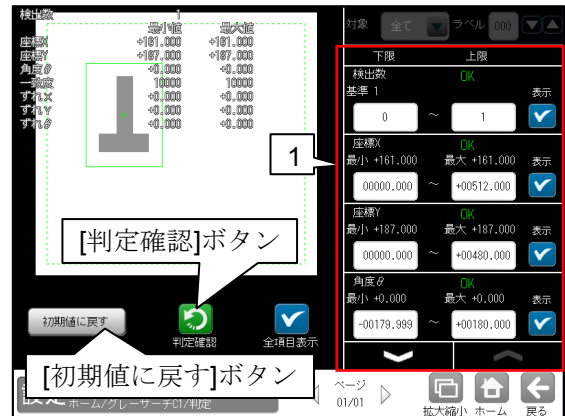 検出数 1
最小値 最大値
座標X +161.000 +161.000
座標Y +187.000 +187.000
角度θ +0.000 +0.000
一致度 10000 10000
ずれX +0.000 +0.000
ずれY +0.000 +0.000
ずれθ +0.000 +0.000
1
[判定確認]ボタン
初期値に戻す
判定確認
全項目表示
[初期値に戻す]ボタン
設定 ホーム/グレーサーチ01/判定
対象 全て ラベル 000
下限 上限
検出数 OK
基準 1 表示
0 ~ 1
座標X OK
最小 +161.000 最大 +161.000 表示
00000.000 ~ +00512.000
座標Y OK
最小 +187.000 最大 +187.000 表示
00000.000 ~ +00480.000
角度θ OK
最小 +0.000 最大 +0.000 表示
-00179.999 ~ +00180.000
ページ
01/01
拡大縮小 ホーム 戻る